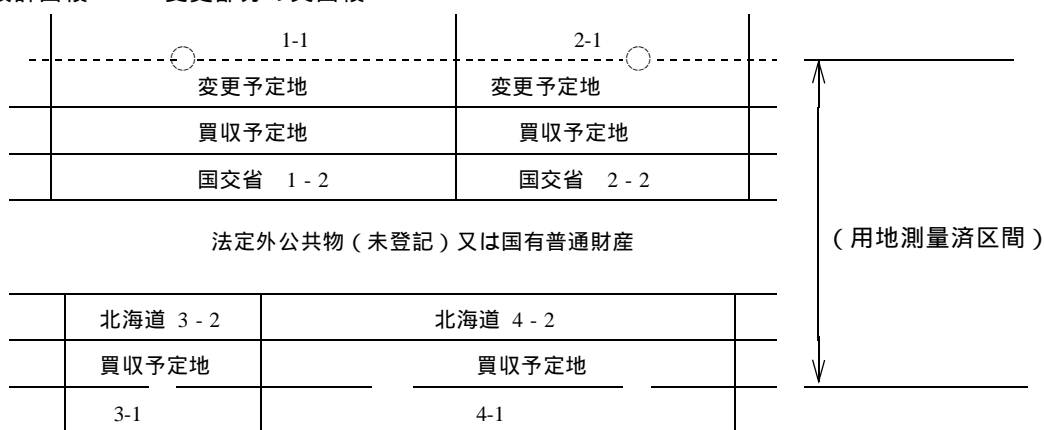 1-1 2-1
変更予定地 変更予定地
買収予定地 買収予定地
国交省 1-2 国交省 2-2
法定外公共物(未登記)又は国有普通財産 (用地測量済区間)
北海道 3-2 北海道 4-2
買収予定地 買収予定地
3-1 4-1